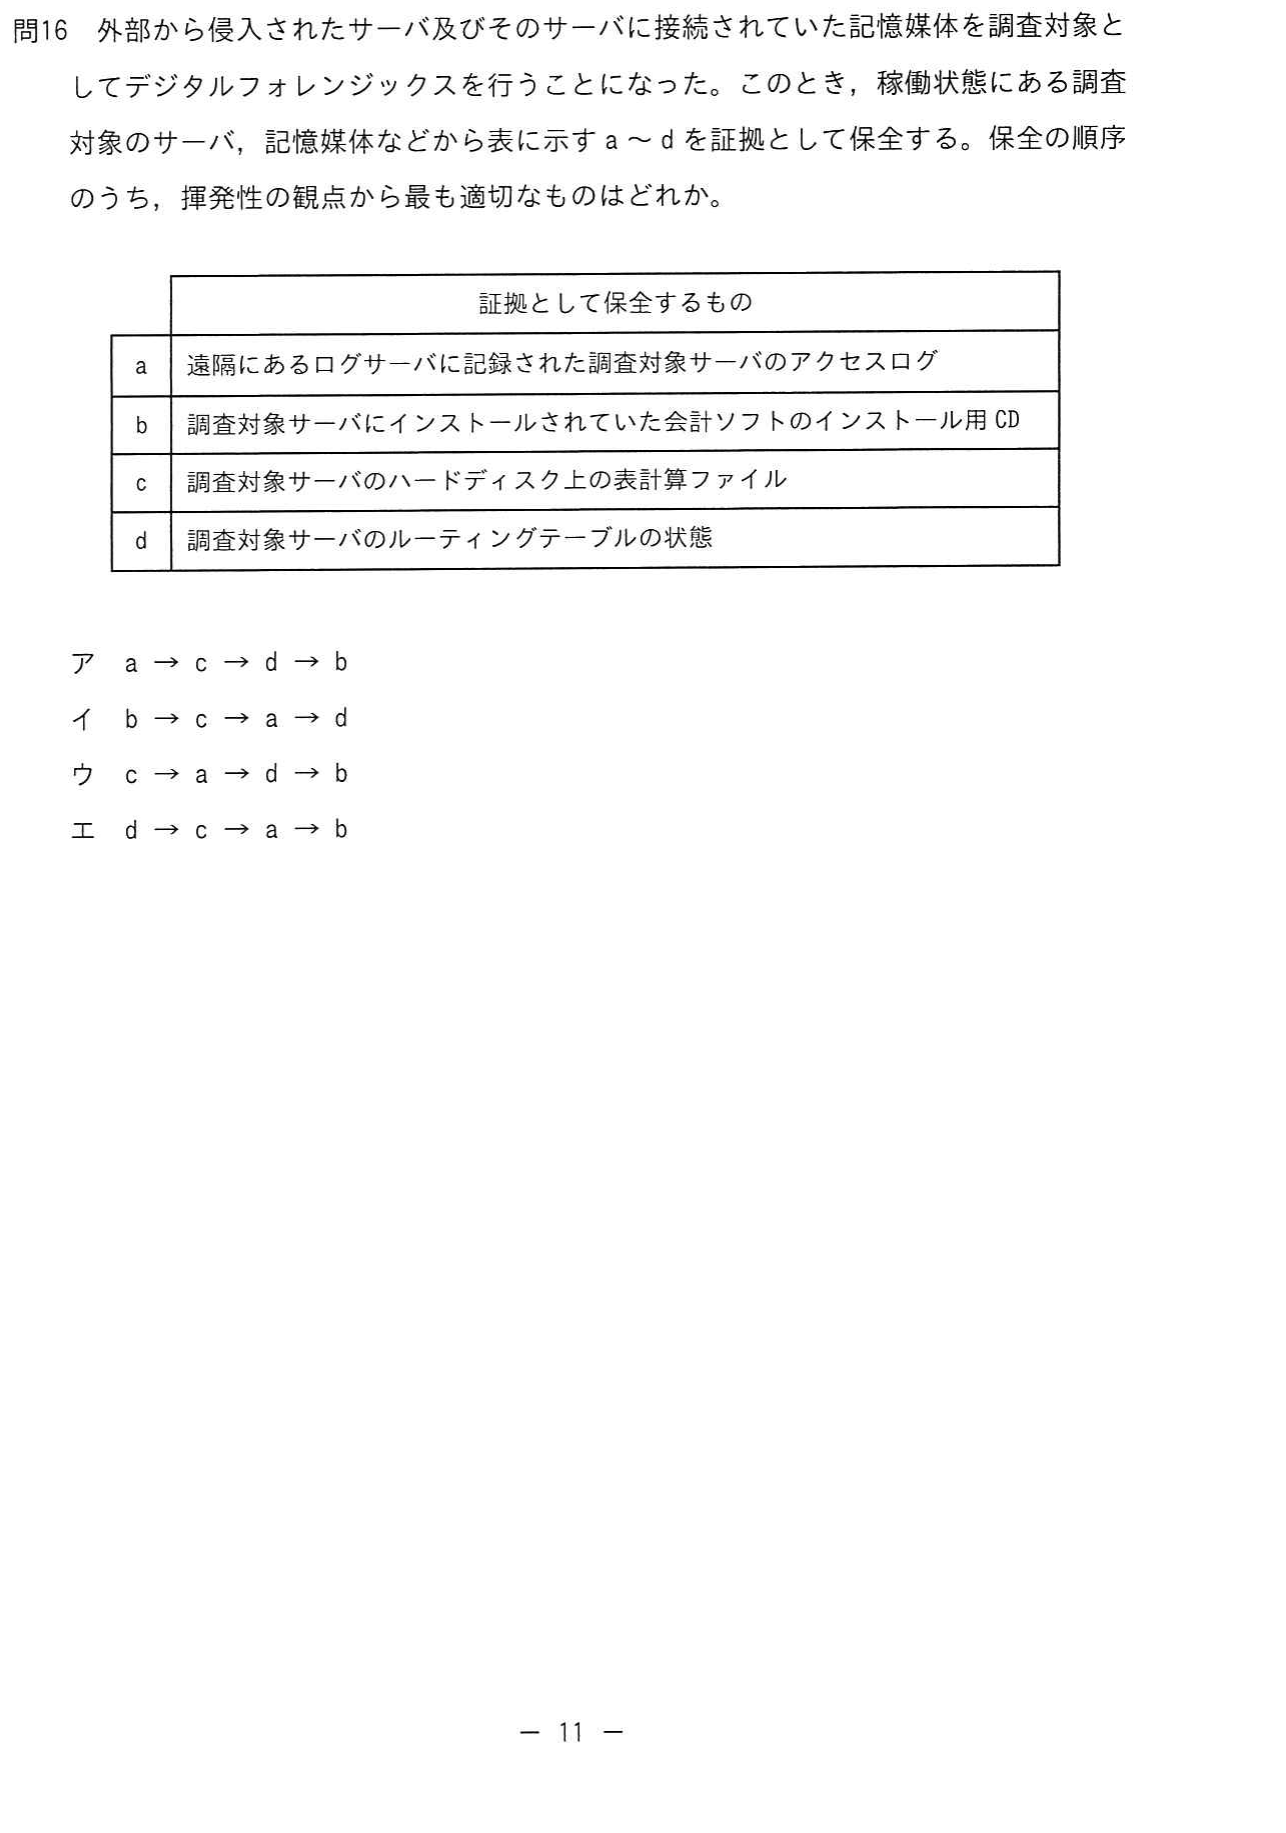 問16　外部から侵入されたサーバ及びそのサーバに接続されていた記憶媒体を調査対象と
してデジタルフォレンジックスを行うことになった。このとき，稼働状態にある調査
対象のサーバ，記憶媒体などから表に示す a ～ d を証拠として保全する。保全の順序
のうち，揮発性の観点から最も適切なものはどれか。
証拠として保全するもの
a 遠隔にあるログサーバに記録された調査対象サーバのアクセスログ
b 調査対象サーバにインストールされていた会計ソフトのインストール用 CD
c 調査対象サーバのハードディスク上の表計算ファイル
d 調査対象サーバのルーティングテーブルの状態
ア　a → c → d → b
イ　b → c → a → d
ウ　c → a → d → b
エ　d → c → a → b
― 11 ―